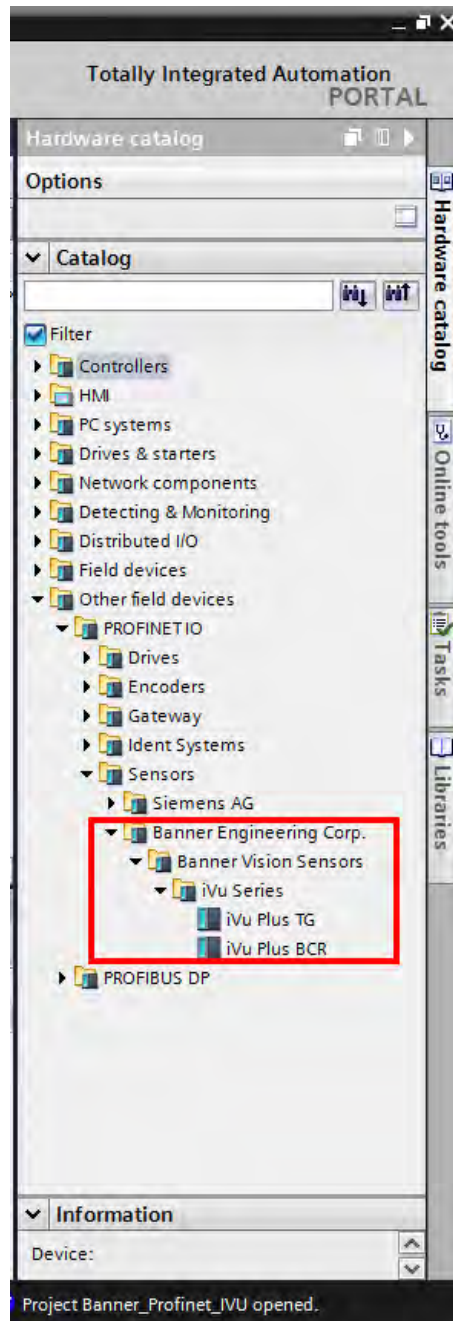 Totally Integrated Automation
PORTAL
Hardware catalog
Options
Catalog
Filter
Controllers
HMI
PC systems
Drives & starters
Network components
Detecting & Monitoring
Distributed I/O
Field devices
Other field devices
PROFINET IO
Drives
Encoders
Gateway
Ident Systems
Sensors
Siemens AG
Banner Engineering Corp.
Banner Vision Sensors
iVu Series
iVu Plus TG
iVu Plus BCR
PROFIBUS DP
Information
Device:
Project Banner_Profinet_IVU opened.
Hardware catalog
Online tools
Tasks
Libraries